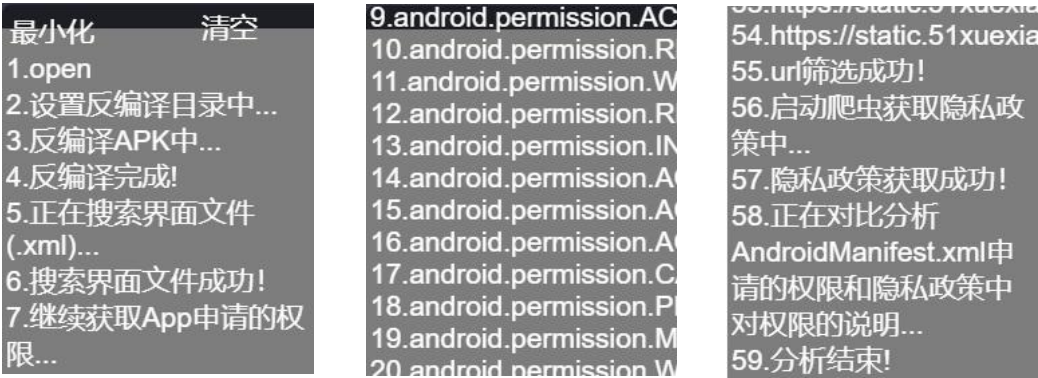 最小化 清空
1.open
2.设置反编译目录中...
3.反编译APK中...
4.反编译完成!
5.正在搜索界面文件
(.xml)...
6.搜索界面文件成功!
7.继续获取App申请的权
限...
9.android.permission.AC
10.android.permission.R
11.android.permission.W
12.android.permission.R
13.android.permission.IN
14.android.permission.A
15.android.permission.A
16.android.permission.A
17.android.permission.C
18.android.permission.P
19.android.permission.M
20.android.permission.W
53.https://static.51xuexia
54.https://static.51xuexia
55.url筛选成功!
56.启动爬虫获取隐私政
策中...
57.隐私政策获取成功!
58.正在对比分析
AndroidManifest.xml申
请的权限和隐私政策中
对权限的说明...
59.分析结束!